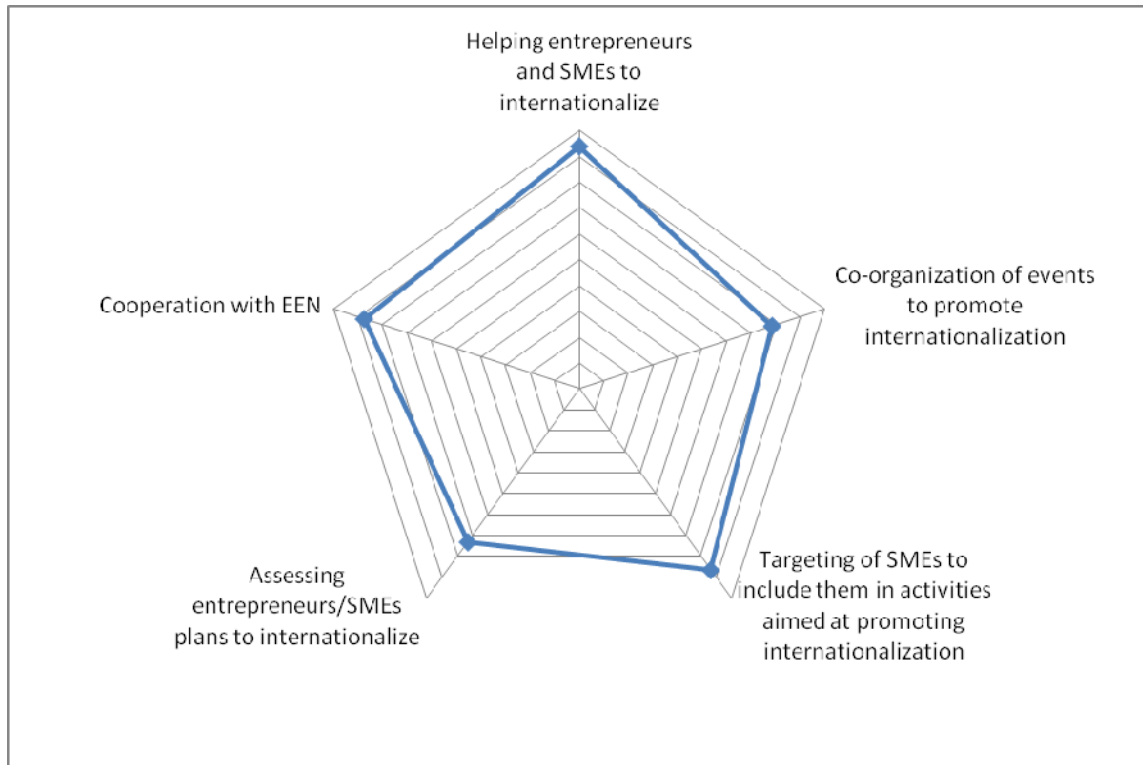 Helping entrepreneurs
and SMEs to
internationalize
Co-organization of events
to promote
internationalization
Cooperation with EEN
Targeting of SMEs to
include them in activities
aimed at promoting
internationalization
Assessing
entrepreneurs/SMEs
plans to internationalize